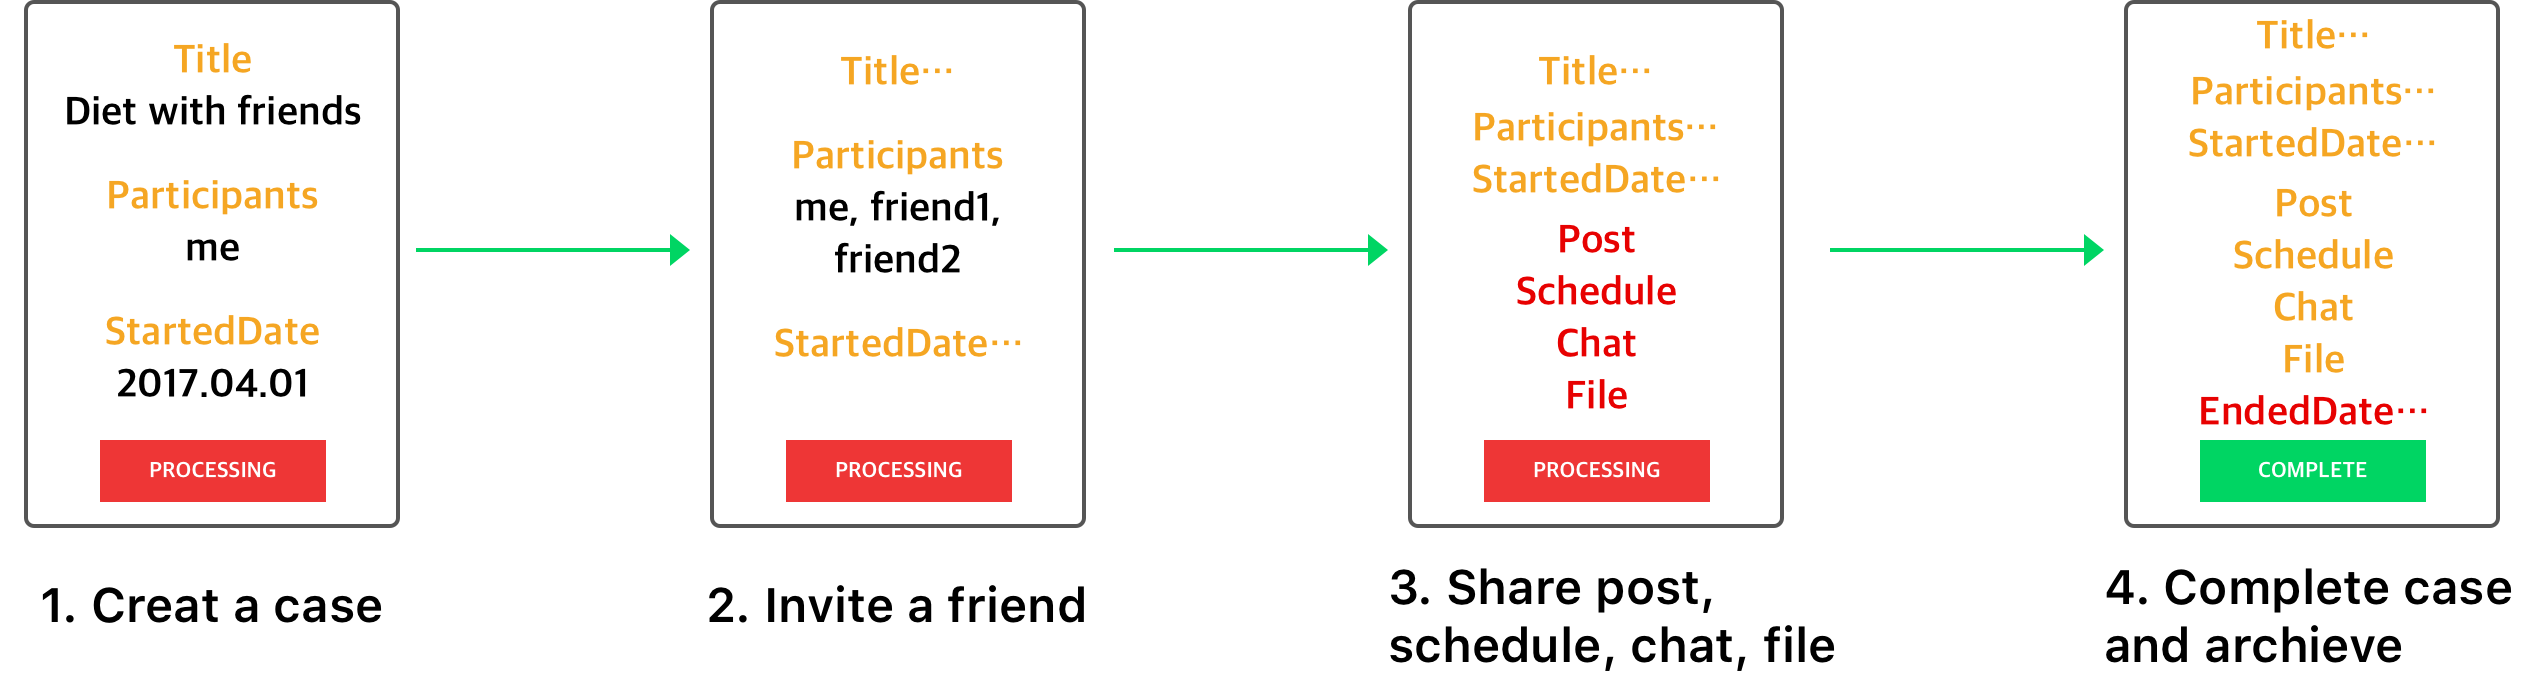 Title
Diet with friends
Participants
me
StartedDate
2017.04.01
PROCESSING
1. Creat a case
Title…
Participants
me, friend1,
friend2
StartedDate…
PROCESSING
2. Invite a friend
Title…
Participants…
StartedDate…
Post
Schedule
Chat
File
PROCESSING
3. Share post,
schedule, chat, file
Title…
Participants…
StartedDate…
Post
Schedule
Chat
File
EndedDate…
COMPLETE
4. Complete case
and archieve